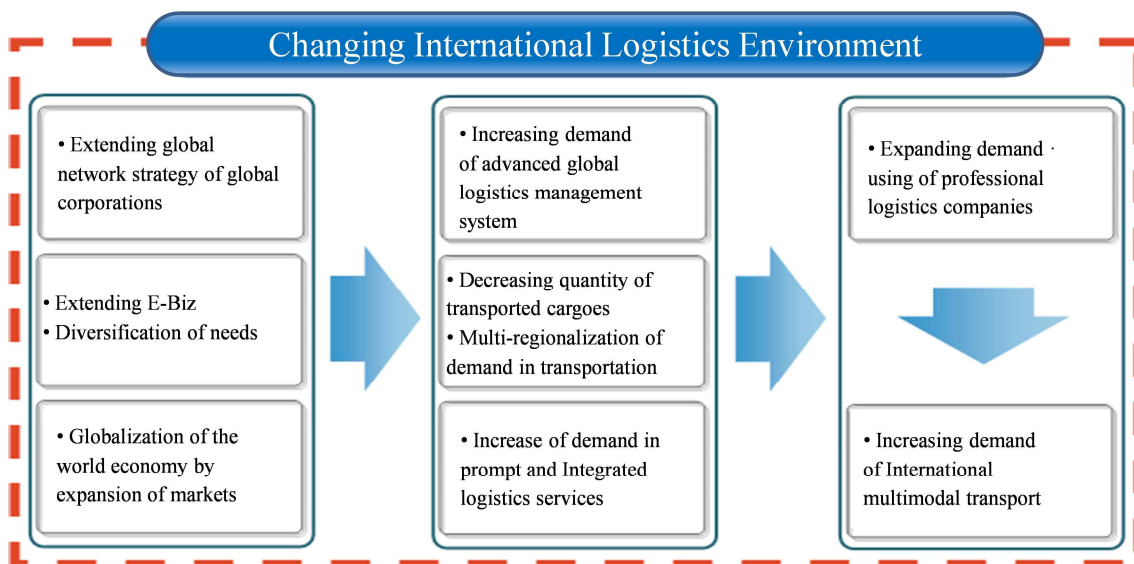 Changing International Logistics Environment
• Extending global
network strategy of global
corporations
• Extending E-Biz
• Diversification of needs
• Globalization of the
world economy by
expansion of markets
• Increasing demand
of advanced global
logistics management
system
• Decreasing quantity of
transported cargoes
• Multi-regionalization of
demand in transportation
• Increase of demand in
prompt and Integrated
logistics services
• Expanding demand ·
using of professional
logistics companies
• Increasing demand
of International
multimodal transport